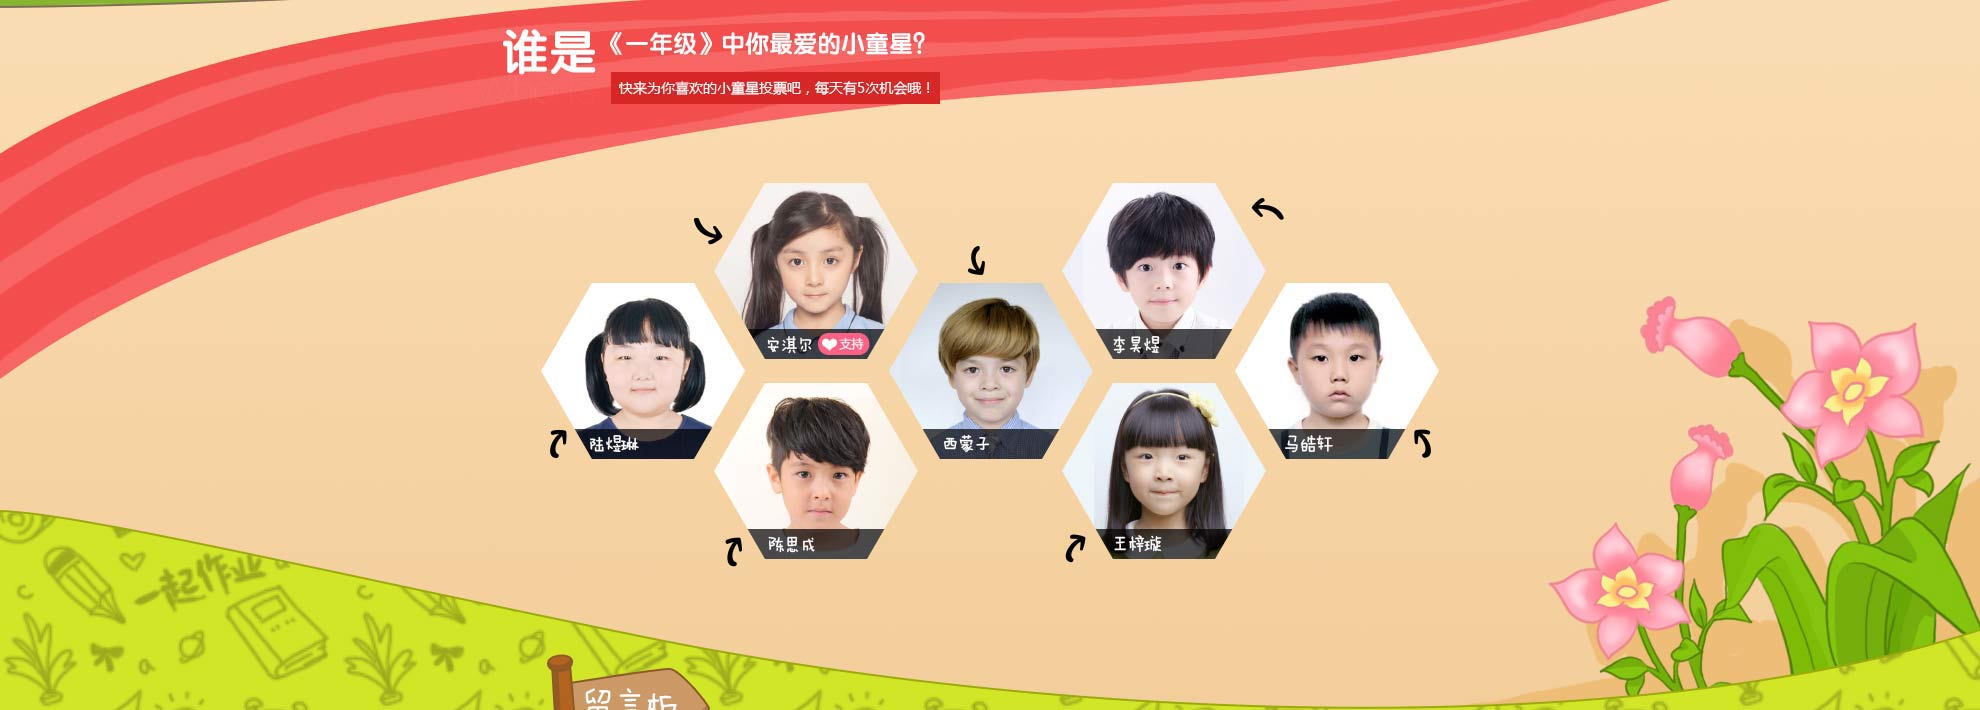 谁是《一年级》中你最爱的小童星？
快来为你喜欢的小童星投票吧，每天有5次机会哦！
安淇尔 支持
李昊煜
陆煜琳
西蒙子
马皓轩
陈思成
王梓璇
一起作业
留言板